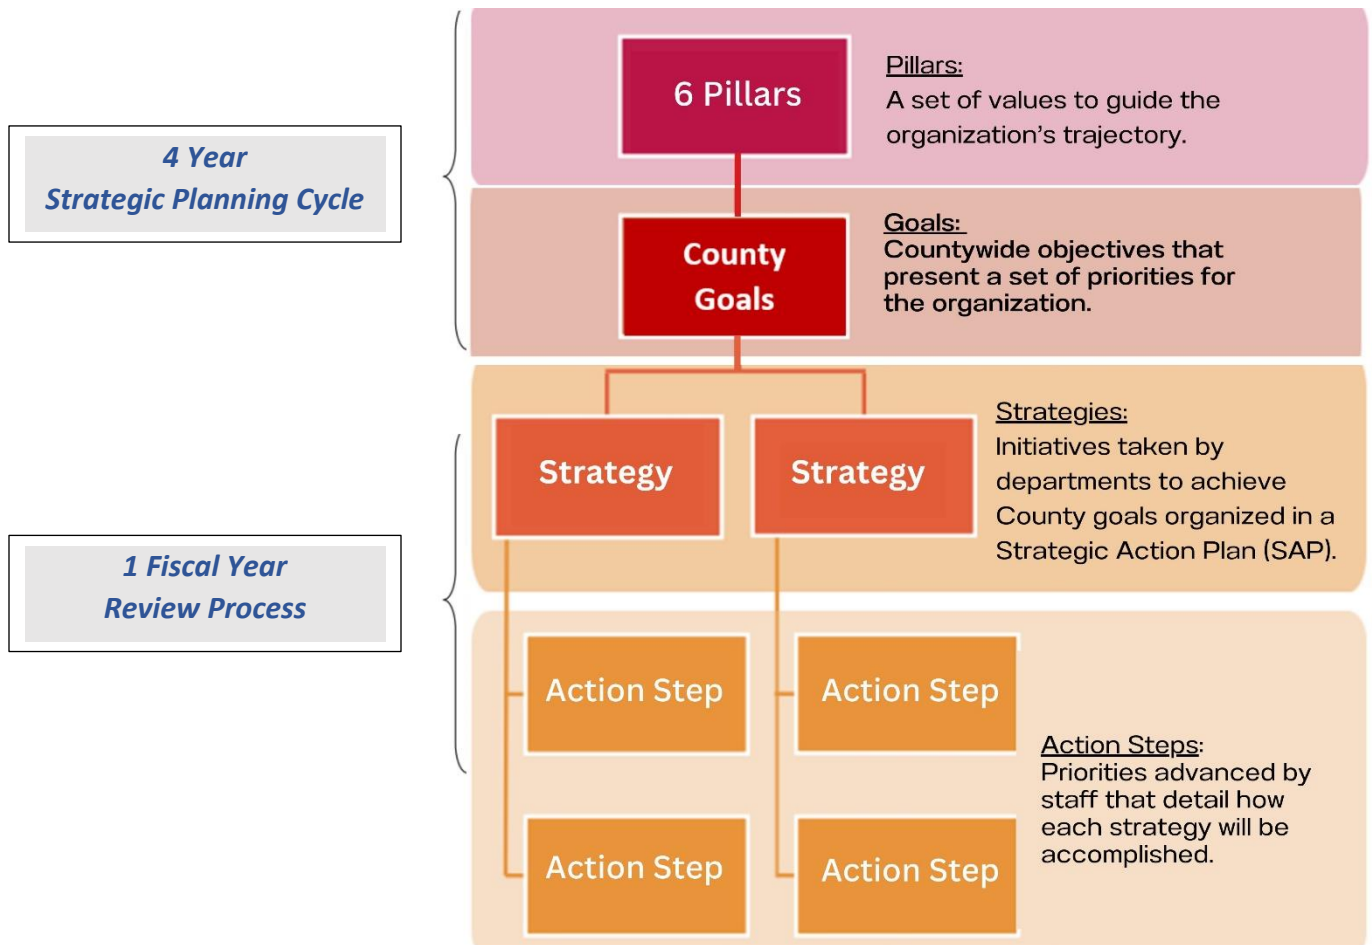 6 Pillars
Pillars:
A set of values to guide the
organization's trajectory.
4 Year
Strategic Planning Cycle
County
Goals
Goals:
Countywide objectives that
present a set of priorities for
the organization.
Strategy
Strategy
Strategies:
Initiatives taken by
departments to achieve
County goals organized in a
Strategic Action Plan (SAP).
1 Fiscal Year
Review Process
Action Step
Action Step
Action Step
Action Step
Action Steps:
Priorities advanced by
staff that detail how
each strategy will be
accomplished.